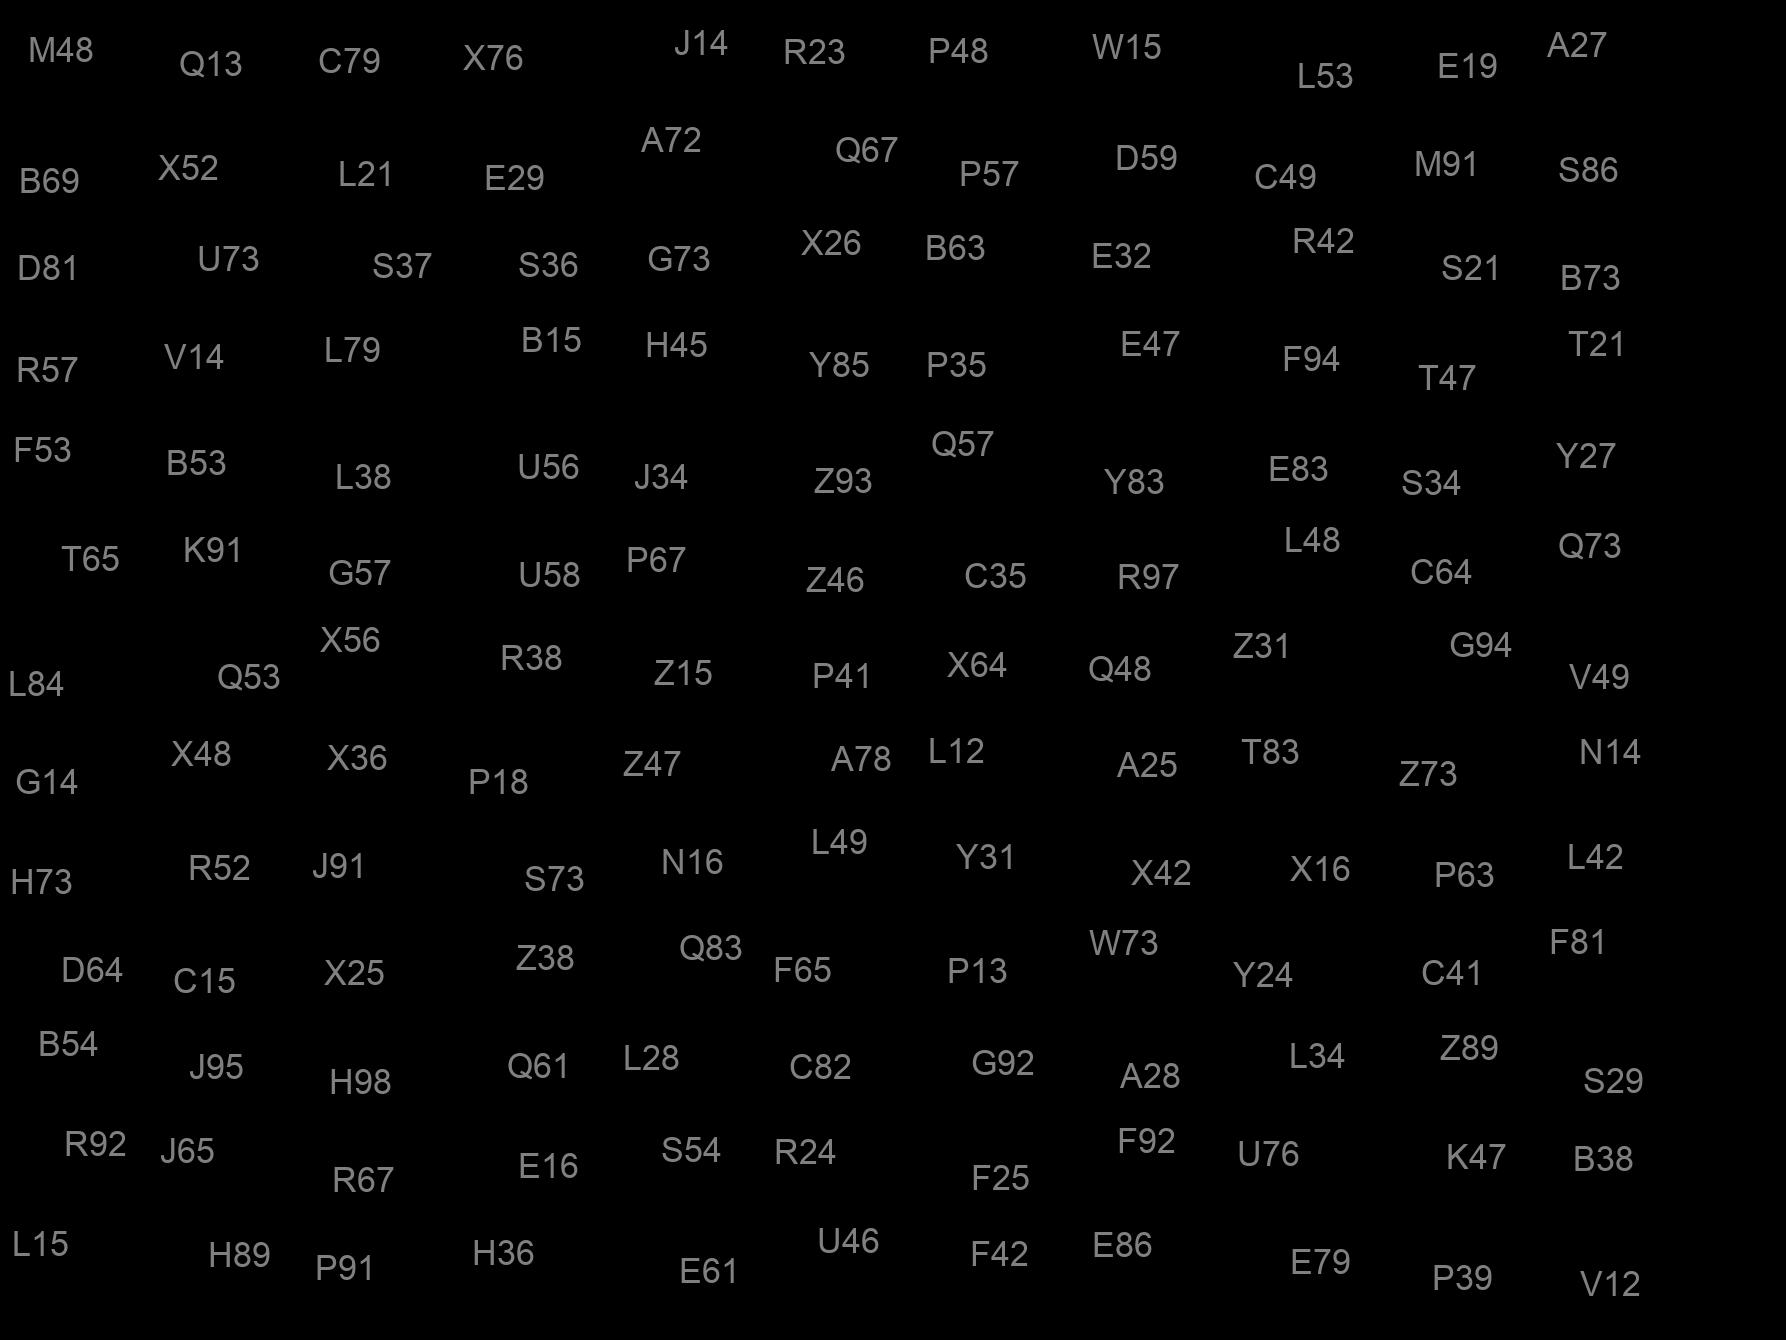 M48 Q13 C79 X76 J14 R23 P48 W15 L53 E19 A27
B69 X52 L21 E29 A72 Q67 P57 D59 C49 M91 S86
D81 U73 S37 S36 G73 X26 B63 E32 R42 S21 B73
R57 V14 L79 B15 H45 Y85 P35 E47 F94 T47 T21
F53 B53 L38 U56 J34 Z93 Q57 Y83 E83 S34 Y27
T65 K91 G57 U58 P67 Z46 C35 R97 L48 C64 Q73
L84 Q53 X56 R38 Z15 P41 X64 Q48 Z31 G94 V49
G14 X48 X36 P18 Z47 A78 L12 A25 T83 Z73 N14
H73 R52 J91 S73 N16 L49 Y31 X42 X16 P63 L42
D64 C15 X25 Z38 Q83 F65 P13 W73 Y24 C41 F81
B54 J95 H98 Q61 L28 C82 G92 A28 L34 Z89 S29
R92 J65 R67 E16 S54 R24 F25 F92 U76 K47 B38
L15 H89 P91 H36 E61 U46 F42 E86 E79 P39 V12